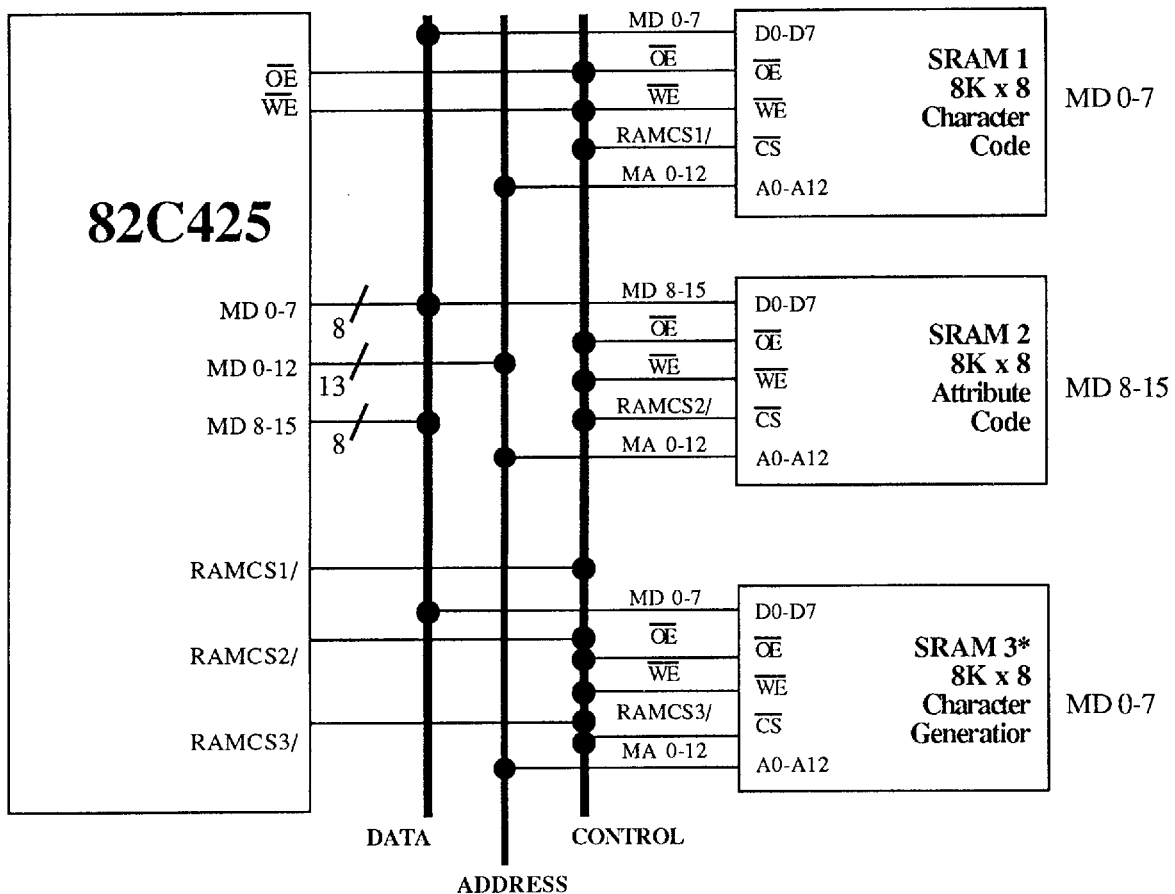 82C425
OE
WE
MD 0-7
8
MD 0-12
13
MD 8-15
8
RAMCS1/
RAMCS2/
RAMCS3/
DATA
ADDRESS
CONTROL
MD 0-7
OE
WE
RAMCS1/
MA 0-12
D0-D7
OE
WE
CS
A0-A12
SRAM 1
8K x 8
Character
Code
MD 0-7
MD 8-15
OE
WE
RAMCS2/
MA 0-12
D0-D7
OE
WE
CS
A0-A12
SRAM 2
8K x 8
Attribute
Code
MD 8-15
MD 0-7
OE
WE
RAMCS3/
MA 0-12
D0-D7
OE
WE
CS
A0-A12
SRAM 3*
8K x 8
Character
Generatior
MD 0-7